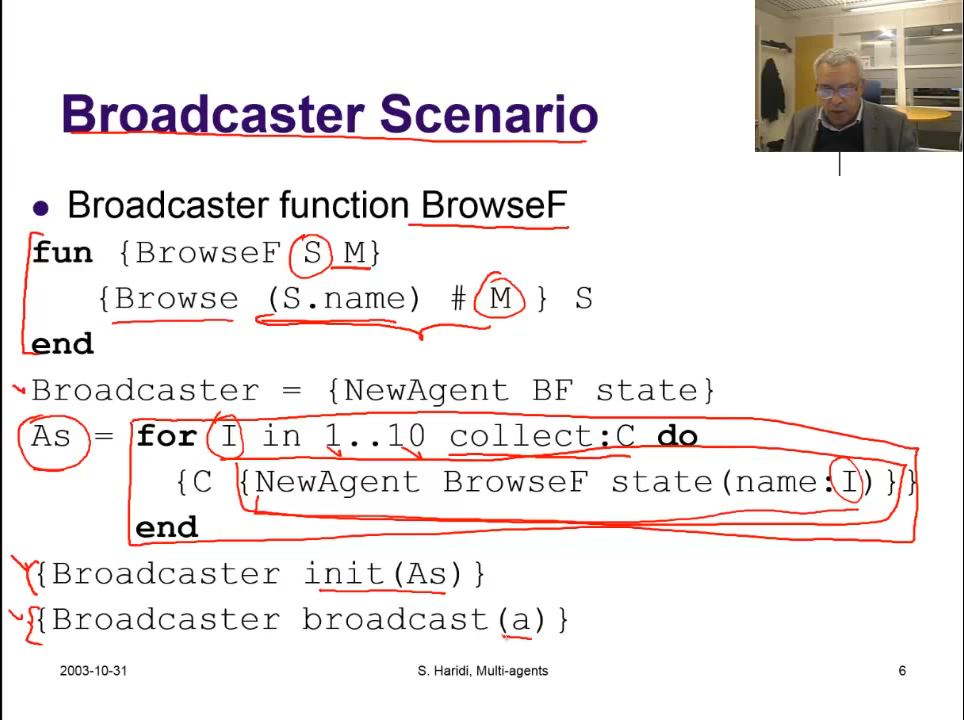 Broadcaster Scenario
Broadcaster function BrowseF
fun {BrowseF S M}
{Browse (S.name) # M } S
end
Broadcaster = {NewAgent BF state}
As = for I in 1..10 collect:C do
{C {NewAgent BrowseF state(name:I)}}
end
{Broadcaster init(As)}
{Broadcaster broadcast(a)}
2003-10-31
S. Haridi, Multi-agents
6